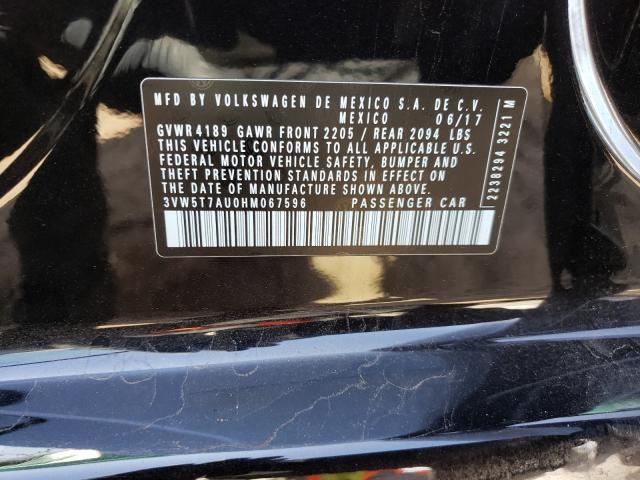 MFD BY VOLKSWAGEN DE MEXICO S.A. DE C.V.
MEXICO 06/17
GVWR 4189 GAWR FRONT 2205 / REAR 2094 LBS
THIS VEHICLE CONFORMS TO ALL APPLICABLE U.S.
FEDERAL MOTOR VEHICLE SAFETY, BUMPER AND
THEFT PREVENTION STANDARDS IN EFFECT ON
THE DATE OF MANUFACTURE SHOWN ABOVE.
3VW5T7AU0HM067596 PASSENGER CAR
2238294 3221 M